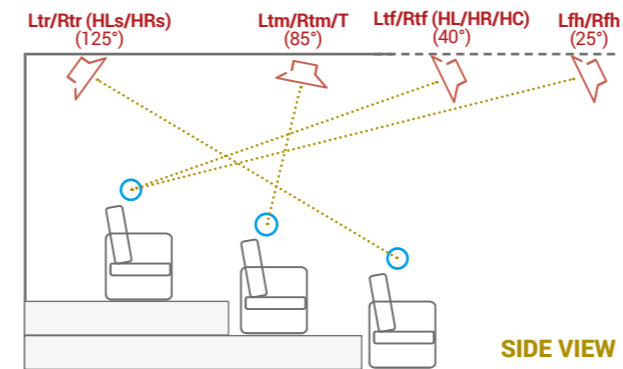 Ltr/Rtr (HLs/HRs)
(125°)
Ltm/Rtm/T
(85°)
Ltf/Rtf (HL/HR/HC)
(40°)
Lfh/Rfh
(25°)
SIDE VIEW